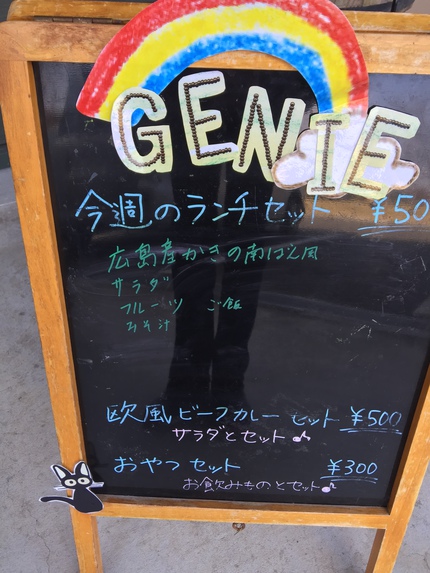 GENIE
今週のランチセット ¥50
広島産かきの南ばん風
サラダ
フルーツ ご飯
みそ汁
欧風ビーフカレーセット ¥500
サラダとセット♪
おやつセット ¥300
お飲みものとセット♪